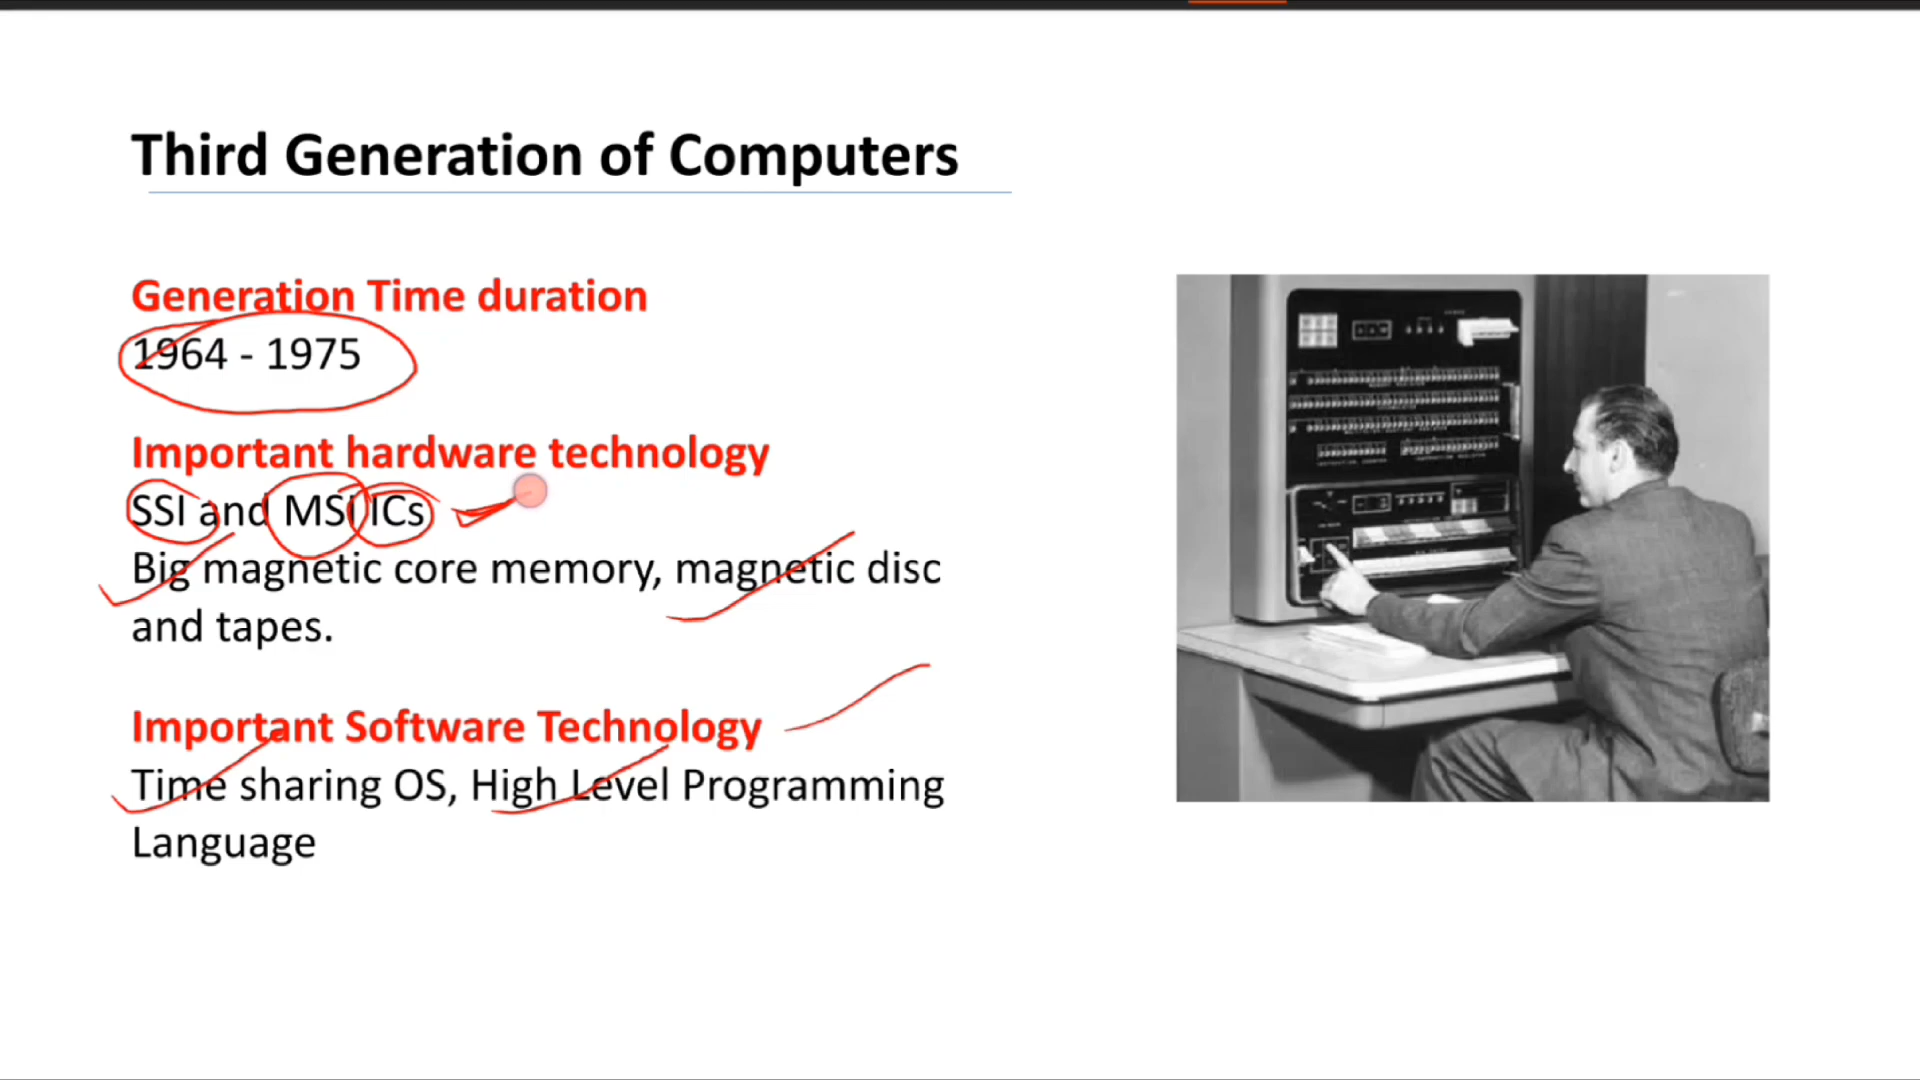 Third Generation of Computers
Generation Time duration
1964 - 1975
Important hardware technology
SSI and MSI ICs
Big magnetic core memory, magnetic disc
and tapes.
Important Software Technology
Time sharing OS, High Level Programming
Language